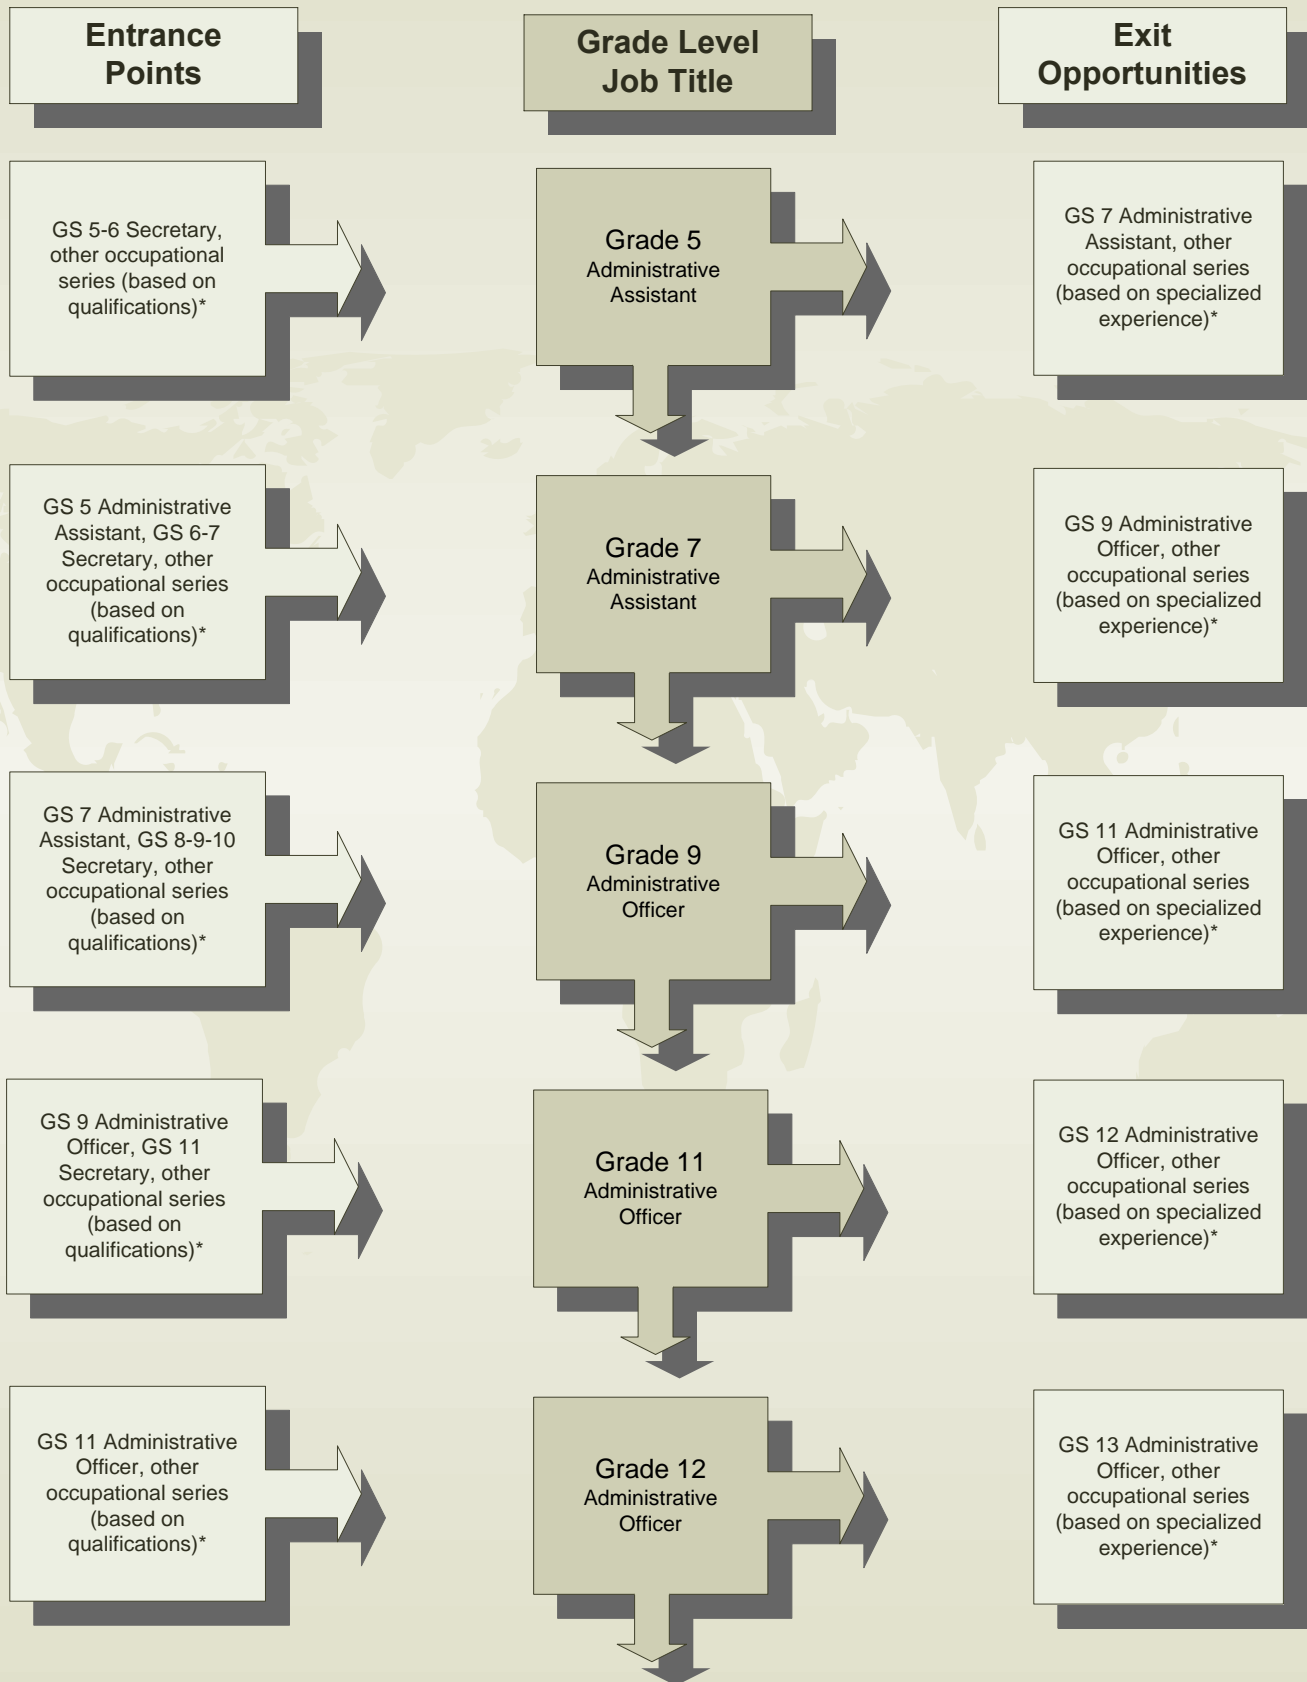 Entrance
Points
Grade Level
Job Title
Exit
Opportunities
GS 5-6 Secretary,
other occupational
series (based on
qualifications)*
Grade 5
Administrative
Assistant
GS 7 Administrative
Assistant, other
occupational series
(based on specialized
experience)*
GS 5 Administrative
Assistant, GS 6-7
Secretary, other
occupational series
(based on
qualifications)*
Grade 7
Administrative
Assistant
GS 9 Administrative
Officer, other
occupational series
(based on specialized
experience)*
GS 7 Administrative
Assistant, GS 8-9-10
Secretary, other
occupational series
(based on
qualifications)*
Grade 9
Administrative
Officer
GS 11 Administrative
Officer, other
occupational series
(based on specialized
experience)*
GS 9 Administrative
Officer, GS 11
Secretary, other
occupational series
(based on
qualifications)*
Grade 11
Administrative
Officer
GS 12 Administrative
Officer, other
occupational series
(based on specialized
experience)*
GS 11 Administrative
Officer, other
occupational series
(based on
qualifications)*
Grade 12
Administrative
Officer
GS 13 Administrative
Officer, other
occupational series
(based on specialized
experience)*